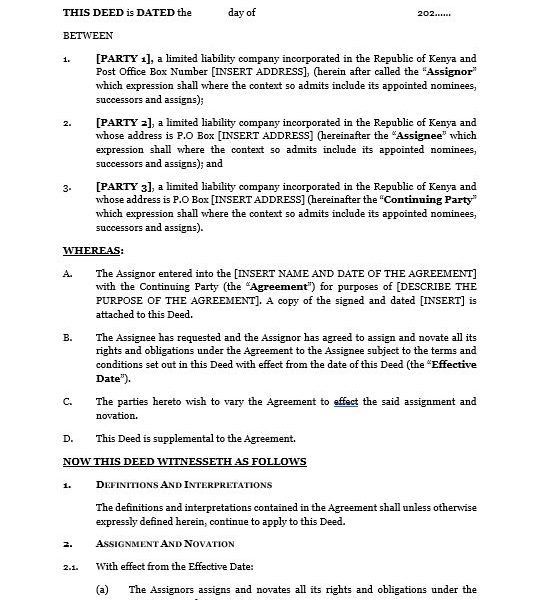 THIS DEED is DATED the day of 202......
BETWEEN
1. [PARTY 1], a limited liability company incorporated in the Republic of Kenya and
Post Office Box Number [INSERT ADDRESS], (herein after called the “Assignor”
which expression shall where the context so admits include its appointed nominees,
successors and assigns);
2. [PARTY 2], a limited liability company incorporated in the Republic of Kenya and
whose address is P.O Box [INSERT ADDRESS] (hereinafter the “Assignee” which
expression shall where the context so admits include its appointed nominees,
successors and assigns); and
3. [PARTY 3], a limited liability company incorporated in the Republic of Kenya and
whose address is P.O Box [INSERT ADDRESS] (hereinafter the “Continuing Party”
which expression shall where the context so admits include its appointed nominees,
successors and assigns).
WHEREAS:
A. The Assignor entered into the [INSERT NAME AND DATE OF THE AGREEMENT]
with the Continuing Party (the “Agreement”) for purposes of [DESCRIBE THE
PURPOSE OF THE AGREEMENT]. A copy of the signed and dated [INSERT] is
attached to this Deed.
B. The Assignee has requested and the Assignor has agreed to assign and novate all its
rights and obligations under the Agreement to the Assignee subject to the terms and
conditions set out in this Deed with effect from the date of this Deed (the “Effective
Date”).
C. The parties hereto wish to vary the Agreement to effect the said assignment and
novation.
D. This Deed is supplemental to the Agreement.
NOW THIS DEED WITNESSETH AS FOLLOWS
1. DEFINITIONS AND INTERPRETATIONS
The definitions and interpretations contained in the Agreement shall unless otherwise
expressly defined herein, continue to apply to this Deed.
2. ASSIGNMENT AND NOVATION
2.1. With effect from the Effective Date:
(a) The Assignors assigns and novates all its rights and obligations under the